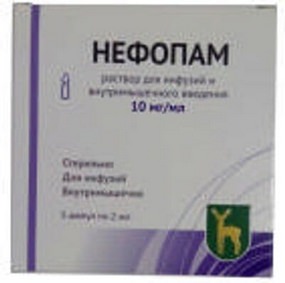 НЕФОПАМ
раствор для инфузий и
внутримышечного введения
10 мг/мл
Стерильно
Для инфузий
Внутримышечно
5 ампул по 2 мл